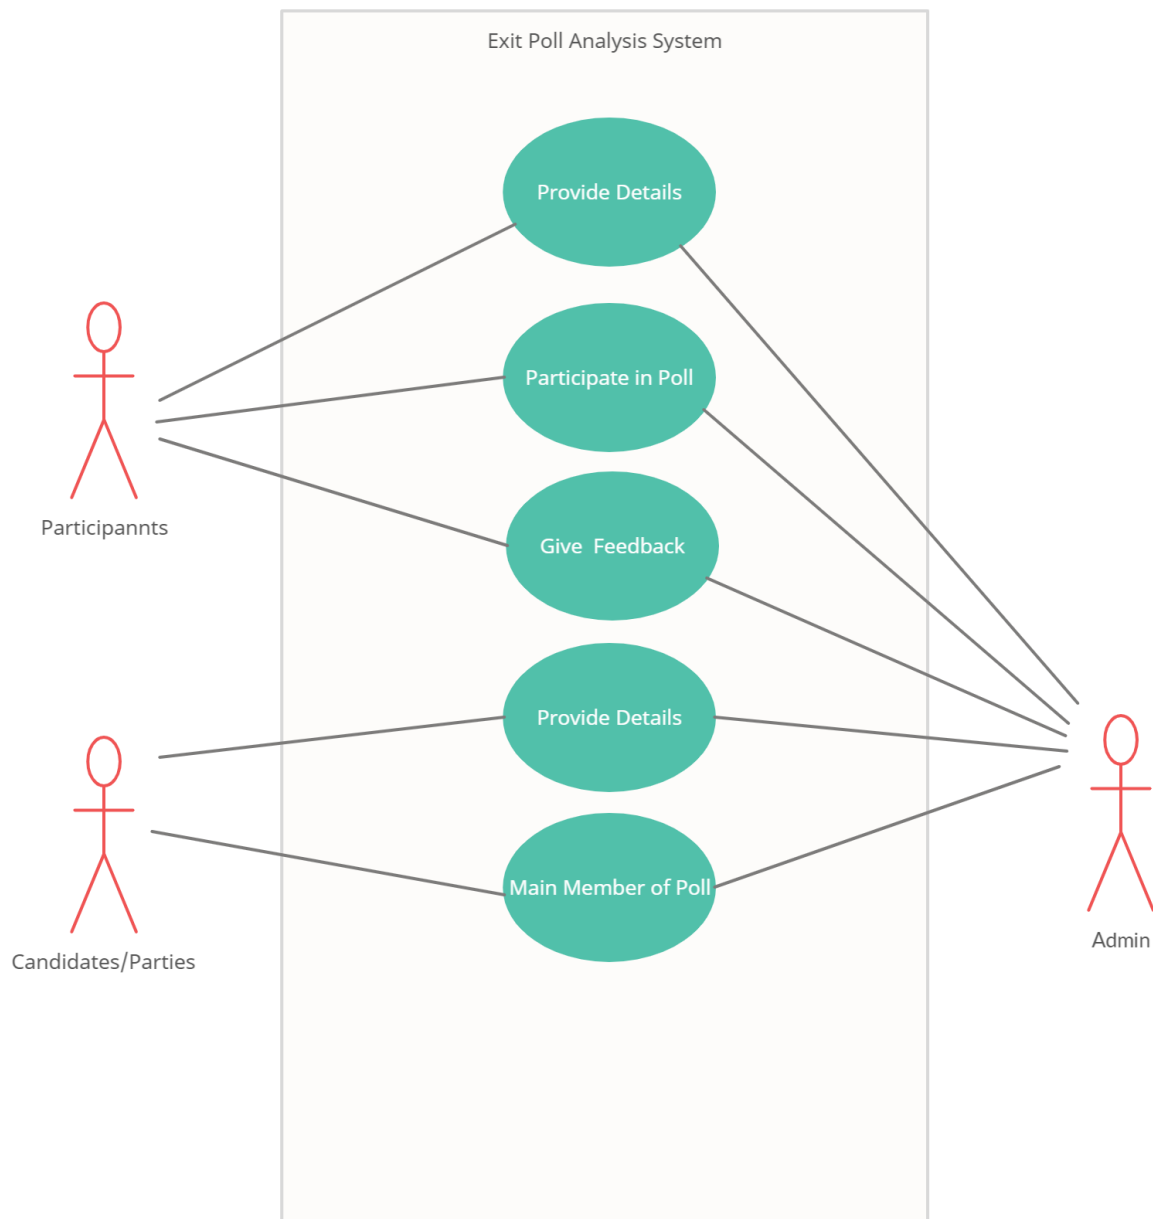 Exit Poll Analysis System
Provide Details
Participate in Poll
Participannts
Give  Feedback
Provide Details
Main Member of Poll
Admin
Candidates/Parties